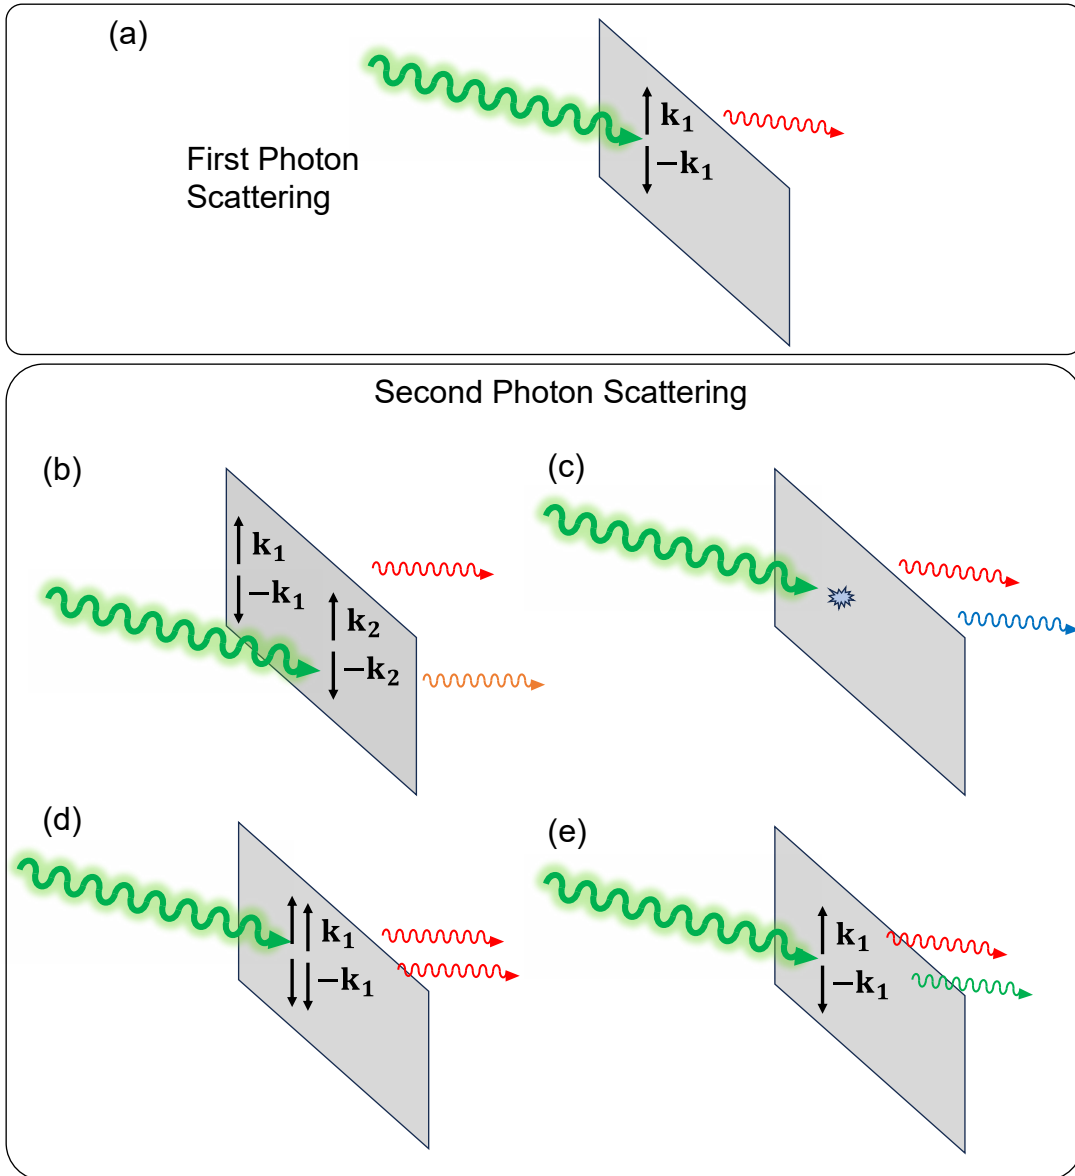 (a)
k₁
−k₁
First Photon
Scattering
Second Photon Scattering
(b)
k₁
−k₁
k₂
−k₂
(c)
(d)
k₁
−k₁
(e)
k₁
−k₁